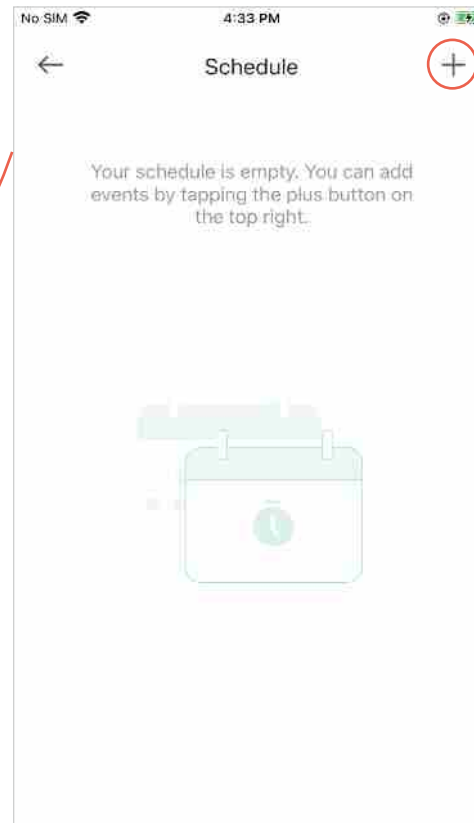 No SIM 4:33 PM
Schedule
Your schedule is empty. You can add
events by tapping the plus button on
the top right.